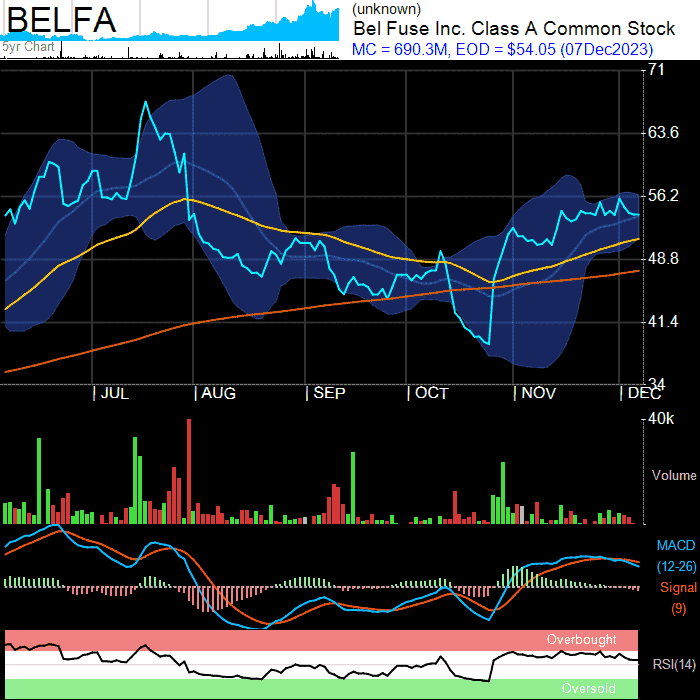 BELFA
5yr Chart
(unknown)
Bel Fuse Inc. Class A Common Stock
MC = 690.3M, EOD = $54.05 (07Dec2023)
71
63.6
56.2
48.8
41.4
34
JUL AUG SEP OCT NOV DEC
40k
Volume
MACD
(12-26)
Signal
(9)
Overbought
RSI(14)
Oversold